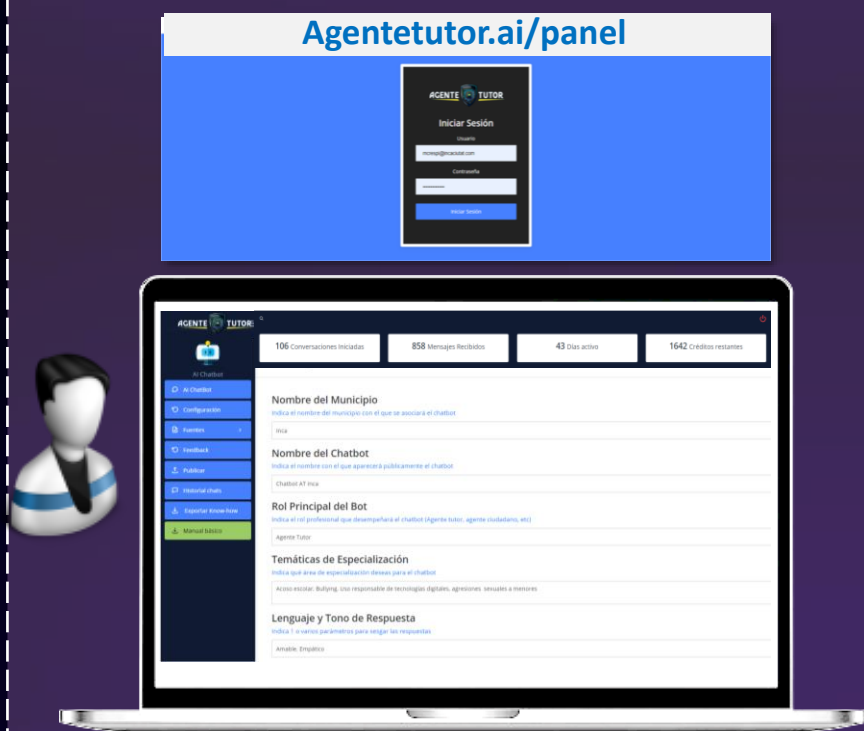 Agentetutor.ai/panel
AGENTE TUTOR
Iniciar Sesión
Usuario
Contraseña
Iniciar Sesión
AGENTE TUTOR
AI Chatbot
106 Conversaciones Iniciadas
858 Mensajes Recibidos
43 Días activo
1642 Créditos restantes
AI ChatBot
Configuración
Fuentes
Feedback
Publicar
Historial chats
Exportar Know-how
Manual básico
Nombre del Municipio
Indica el nombre del municipio con el que se asociará el chatbot
Inca
Nombre del Chatbot
Indica el nombre con el que aparecerá públicamente el chatbot
Chatbot AT Inca
Rol Principal del Bot
Indica el rol profesional que desempeñará el chatbot (Agente tutor, agente ciudadano, etc)
Agente Tutor
Temáticas de Especialización
Indica qué área de especialización deseas para el chatbot
Acoso escolar, Bullying, Uso responsable de tecnologías digitales, agresiones sexuales a menores
Lenguaje y Tono de Respuesta
Indica 1 o varios parámetros para sesgar las respuestas
Amable, Empático